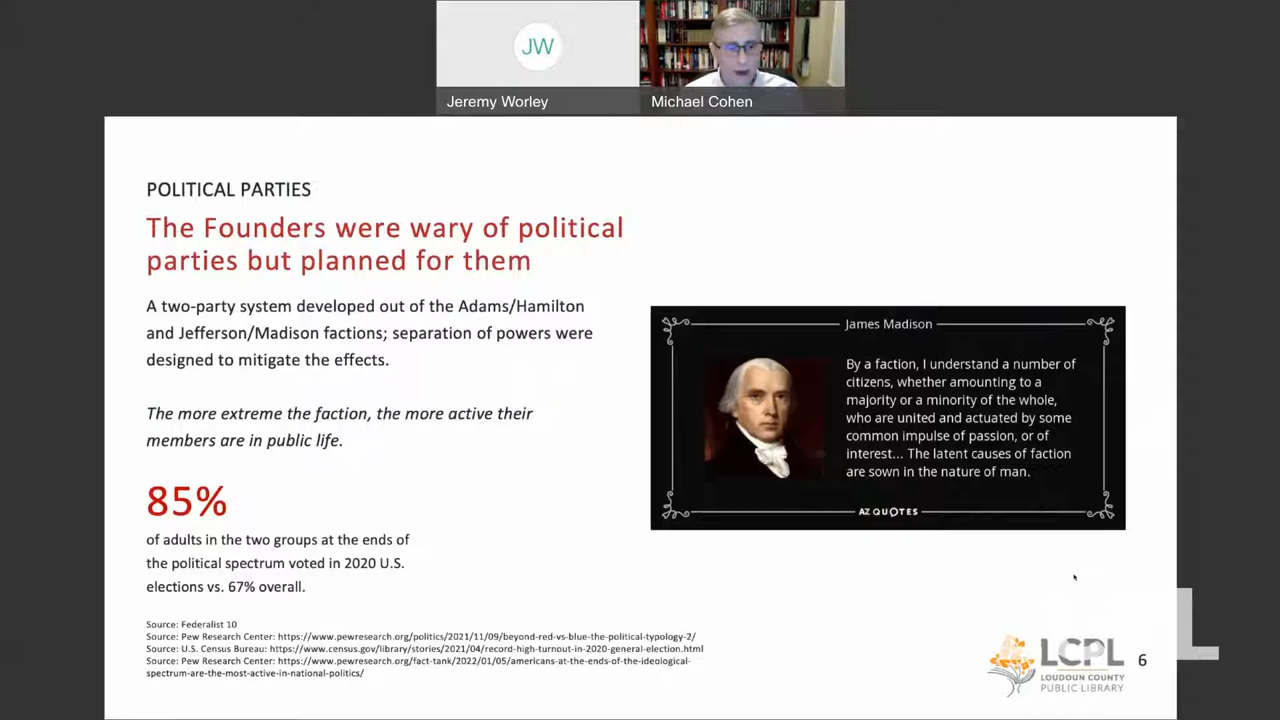 JW
Jeremy Worley
Michael Cohen
POLITICAL PARTIES
The Founders were wary of political
parties but planned for them
A two-party system developed out of the Adams/Hamilton
and Jefferson/Madison factions; separation of powers were
designed to mitigate the effects.
The more extreme the faction, the more active their
members are in public life.
85%
of adults in the two groups at the ends of
the political spectrum voted in 2020 U.S.
elections vs. 67% overall.
James Madison
By a faction, I understand a number of
citizens, whether amounting to a
majority or a minority of the whole,
who are united and actuated by some
common impulse of passion, or of
interest... The latent causes of faction
are sown in the nature of man.
AZ QUOTES
Source: Federalist 10
Source: Pew Research Center: https://www.pewresearch.org/politics/2021/11/09/beyond-red-vs-blue-the-political-typology-2/
Source: U.S. Census Bureau: https://www.census.gov/library/stories/2021/04/record-high-turnout-in-2020-general-election.html
Source: Pew Research Center: https://www.pewresearch.org/fact-tank/2022/01/05/americans-at-the-ends-of-the-ideological-
spectrum-are-the-most-active-in-national-politics/
LCPL
LOUDOUN COUNTY
PUBLIC LIBRARY
6